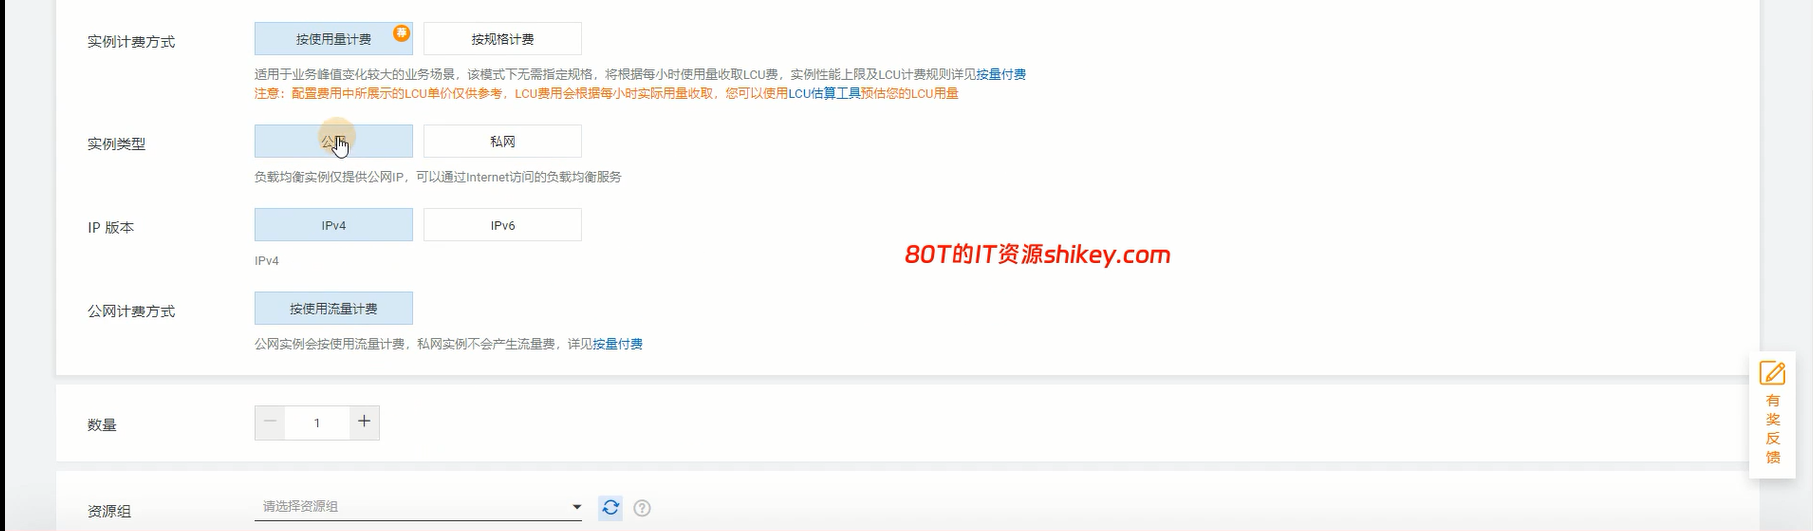 实例计费方式
按使用量计费
荐
按规格计费
适用于业务峰值变化较大的业务场景，该模式下无需指定规格，将根据每小时使用量收取LCU费，实例性能上限及LCU计费规则详见按量付费
注意：配置费用中所展示的LCU单价仅供参考，LCU费用会根据每小时实际用量收取，您可以使用LCU估算工具预估您的LCU用量
实例类型
公
私网
负载均衡实例仅提供公网IP，可以通过Internet访问的负载均衡服务
IP 版本
IPv4
IPv6
IPv4
80T的IT资源shikey.com
公网计费方式
按使用流量计费
公网实例会按使用流量计费，私网实例不会产生流量费，详见按量付费
数量
1
有
奖
反
馈
资源组
请选择资源组